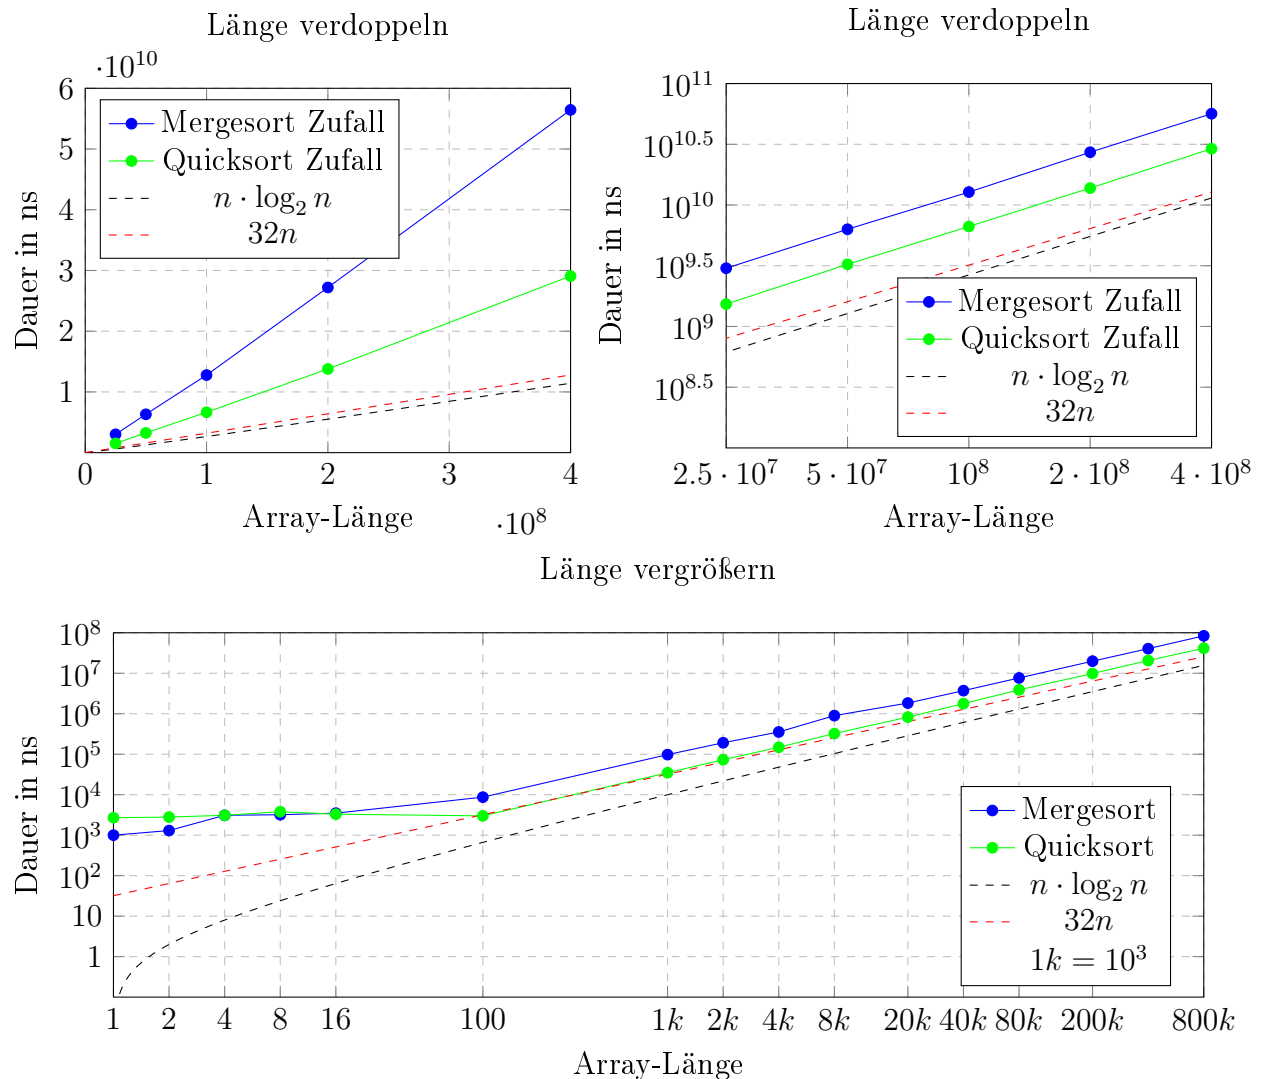 Länge verdoppeln
·10^10
6
5
4
3
2
1
Dauer in ns
Mergesort Zufall
Quicksort Zufall
n · log₂ n
32n
0 1 2 3 4
Array-Länge
·10^8
Länge verdoppeln
10^11
10^10.5
10^10
10^9.5
10^9
10^8.5
Dauer in ns
Mergesort Zufall
Quicksort Zufall
n · log₂ n
32n
2.5 · 10^7 5 · 10^7 10^8 2 · 10^8 4 · 10^8
Array-Länge
Länge vergrößern
10^8
10^7
10^6
10^5
10^4
10^3
10^2
10
1
Dauer in ns
Mergesort
Quicksort
n · log₂ n
32n
1k = 10^3
1 2 4 8 16 100 1k 2k 4k 8k 20k 40k 80k 200k 800k
Array-Länge